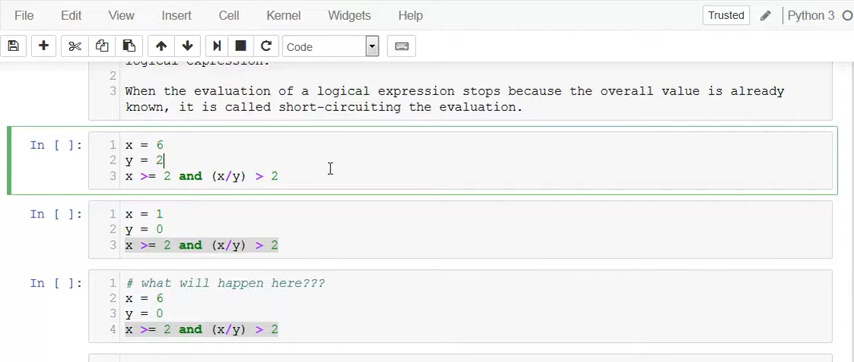 File Edit View Insert Cell Kernel Widgets Help Trusted Python 3
Code
logical expression.
2
3 When the evaluation of a logical expression stops because the overall value is already
known, it is called short-circuiting the evaluation.
In [ ]: 1 x = 6
2 y = 2
3 x >= 2 and (x/y) > 2
In [ ]: 1 x = 1
2 y = 0
3 x >= 2 and (x/y) > 2
In [ ]: 1 # what will happen here???
2 x = 6
3 y = 0
4 x >= 2 and (x/y) > 2